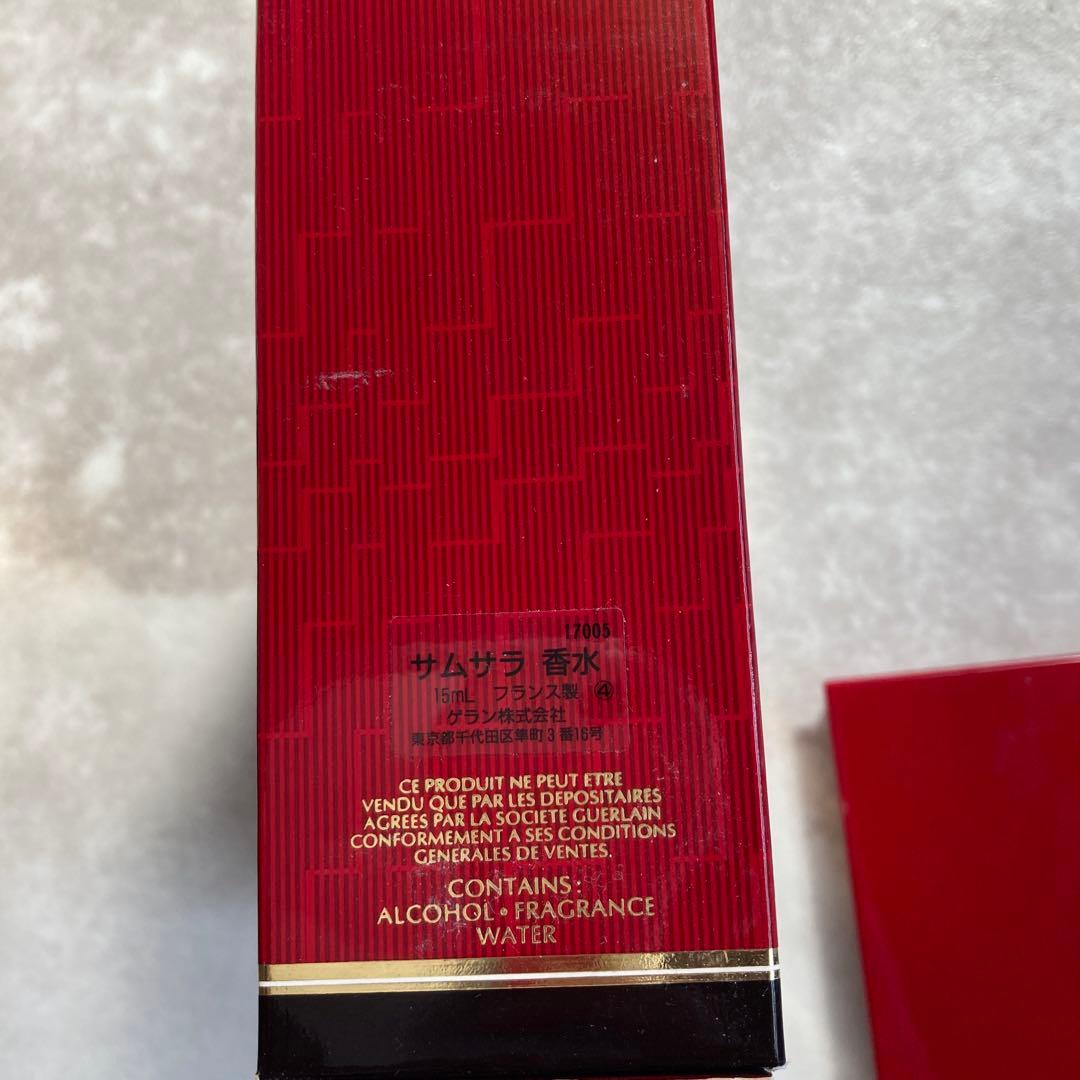 17005
サムサラ 香水
15mL フランス製 ④
ゲラン株式会社
東京都千代田区隼町3番16号
CE PRODUIT NE PEUT ETRE
VENDU QUE PAR LES DEPOSITAIRES
AGREES PAR LA SOCIETE GUERLAIN
CONFORMEMENT A SES CONDITIONS
GENERALES DE VENTES.
CONTAINS:
ALCOHOL • FRAGRANCE
WATER